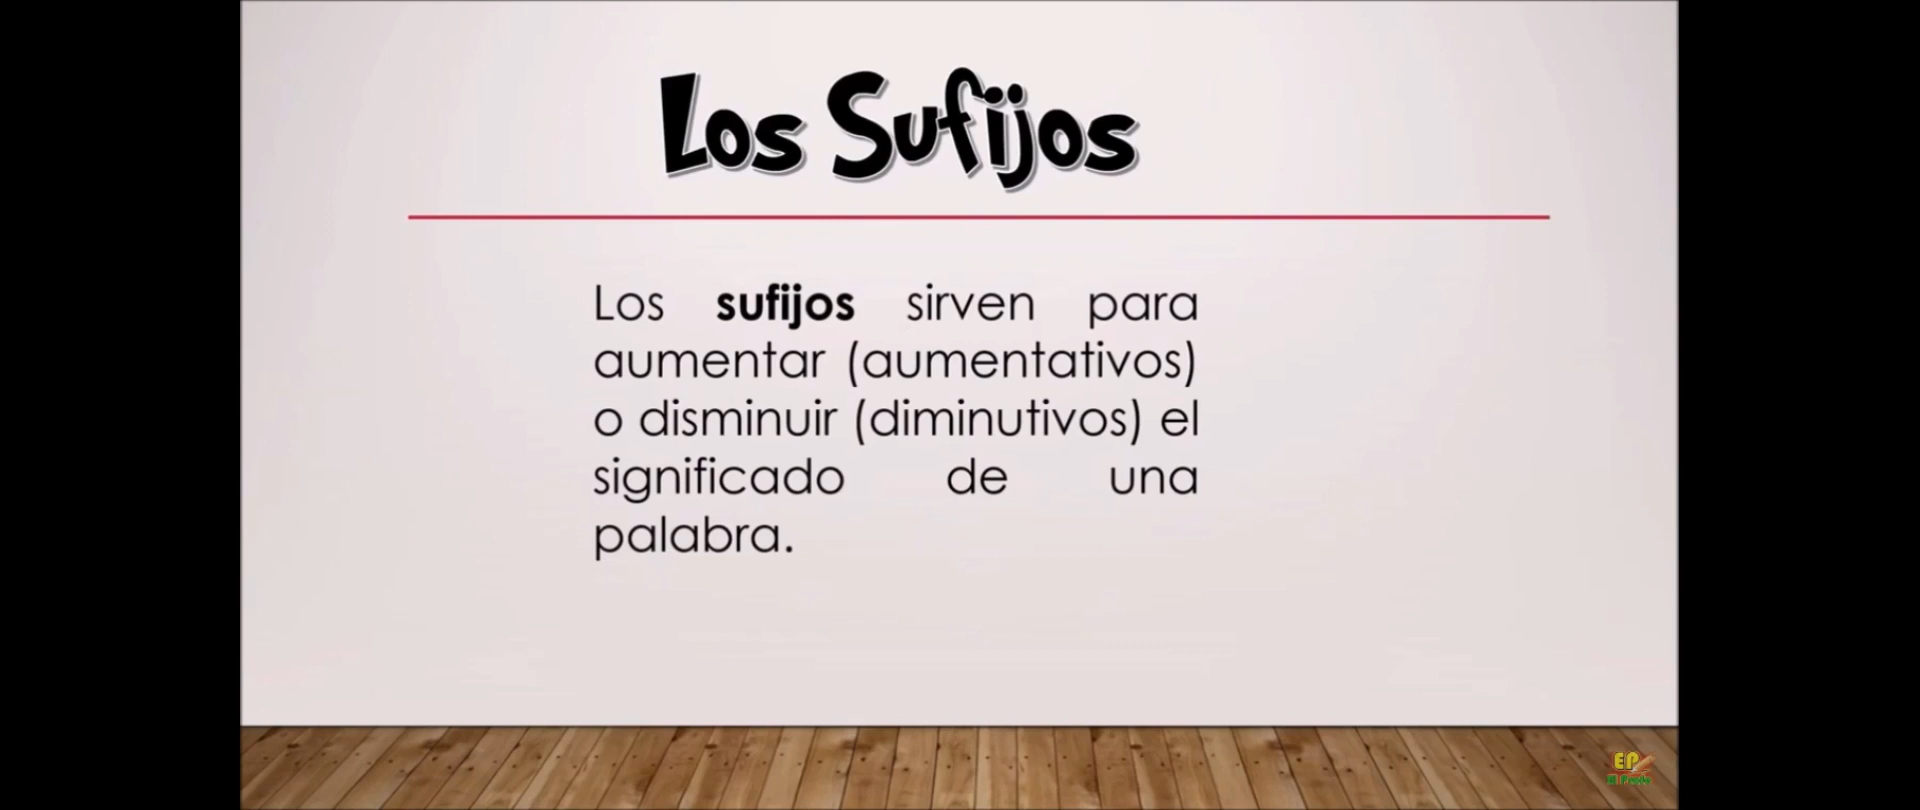 Los Sufijos
Los sufijos sirven para
aumentar (aumentativos)
o disminuir (diminutivos) el
significado de una
palabra.
EP